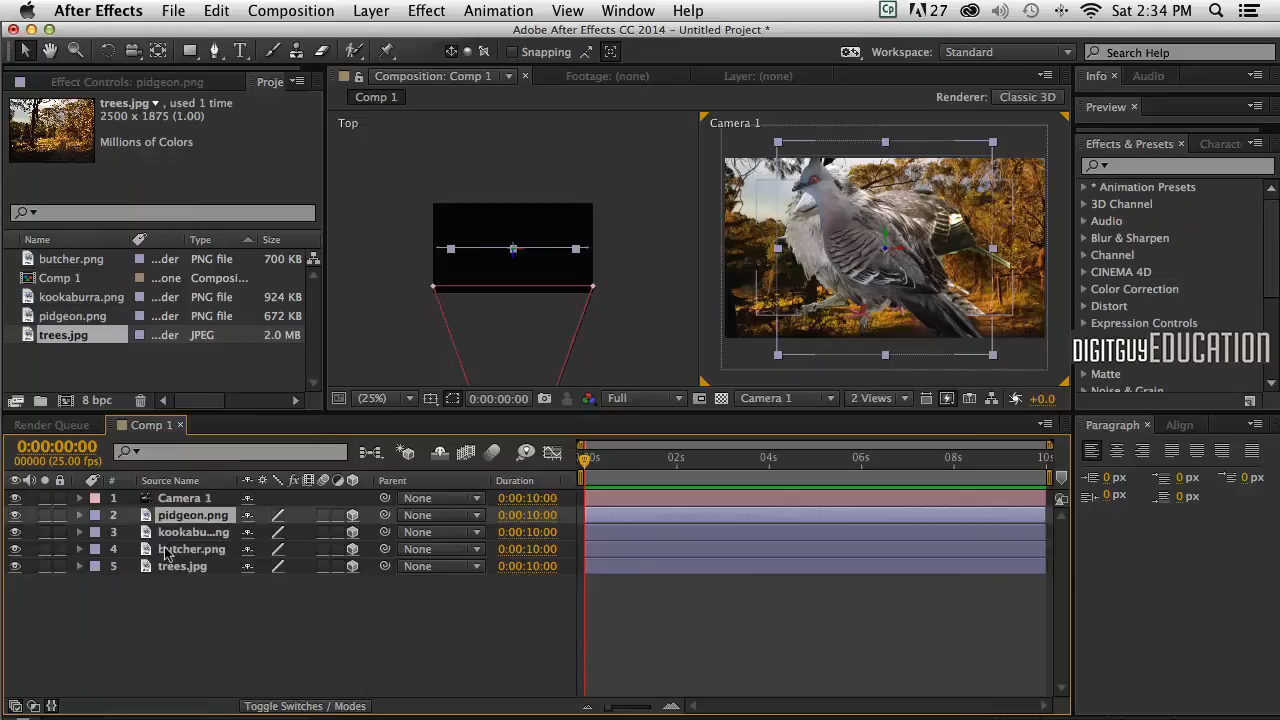 After Effects File Edit Composition Layer Effect Animation View Window Help 27 Sat 2:34 PM
Adobe After Effects CC 2014 - Untitled Project *
Snapping Workspace: Standard Search Help
Effect Controls: pidgeon.png Proje Composition: Comp 1 Footage: (none) Layer: (none) Info Audio
Comp 1 Renderer: Classic 3D
trees.jpg , used 1 time
2500 x 1875 (1.00)
Millions of Colors
Top Camera 1
Preview
Effects & Presets Charact
* Animation Presets
3D Channel
Audio
Blur & Sharpen
Channel
CINEMA 4D
Color Correction
Distort
Expression Controls
DIGITGUYEDUCATION
Matte
Noise & Grain
Name Type Size
butcher.png ...der PNG file 700 KB
Comp 1 ...one Composi...
kookaburra.png ...der PNG file 924 KB
pidgeon.png ...der PNG file 672 KB
trees.jpg ...der JPEG 2.0 MB
8 bpc (25%) 0:00:00:00 Full Camera 1 2 Views +0.0
Render Queue Comp 1 Paragraph Align
0:00:00:00
00000 (25.00 fps)
02s 04s 06s 08s 10s
# Source Name Parent Duration
1 Camera 1 None 0:00:10:00
2 pidgeon.png None 0:00:10:00
3 kookabu...ng None 0:00:10:00
4 butcher.png None 0:00:10:00
5 trees.jpg None 0:00:10:00
0 px 0 px 0 px
0 px 0 px
Toggle Switches / Modes